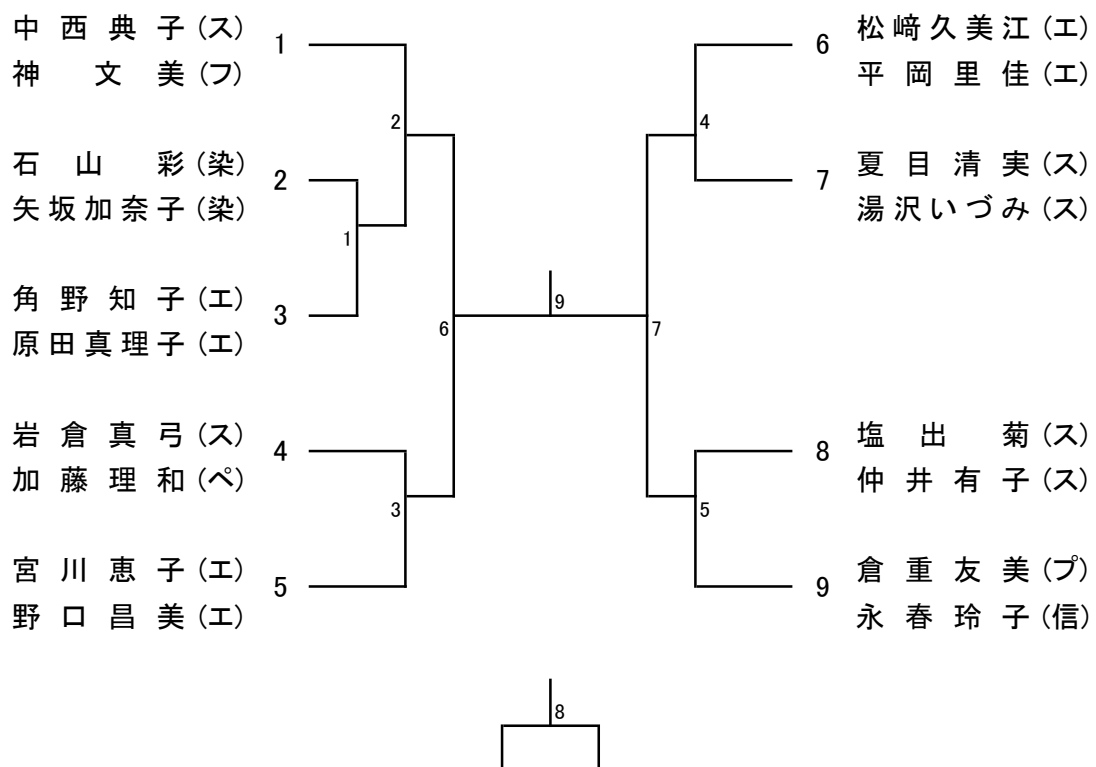 中西典子(ス)
1
神文美(フ)
2
石山彩(染)
2
矢坂加奈子(染)
1
角野知子(エ)
3
原田真理子(エ)
6
岩倉真弓(ス)
4
加藤理和(ペ)
3
宮川恵子(エ)
5
野口昌美(エ)
9
8
松﨑久美江(エ)
6
平岡里佳(エ)
4
夏目清実(ス)
7
湯沢いづみ(ス)
7
塩出菊(ス)
8
仲井有子(ス)
5
倉重友美(プ)
9
永春玲子(信)